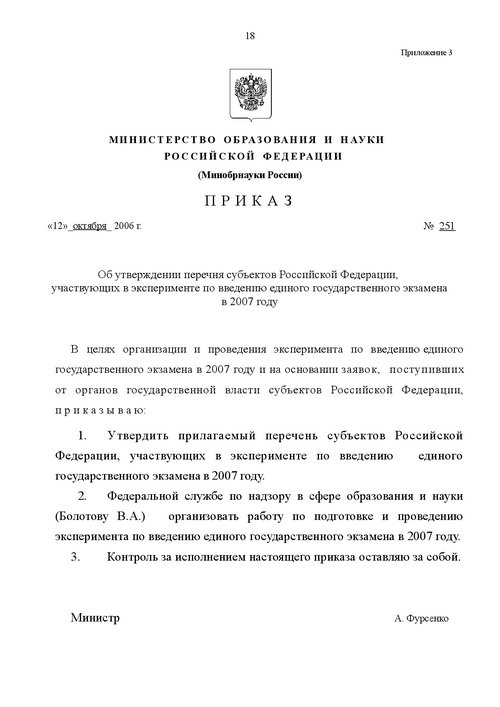 18
Приложение 3
МИНИСТЕРСТВО ОБРАЗОВАНИЯ И НАУКИ
РОССИЙСКОЙ ФЕДЕРАЦИИ
(Минобрнауки России)
ПРИКАЗ
«12» октября 2006 г. № 251
Об утверждении перечня субъектов Российской Федерации,
участвующих в эксперименте по введению единого государственного экзамена
в 2007 году
В целях организации и проведения эксперимента по введению единого
государственного экзамена в 2007 году и на основании заявок, поступивших
от органов государственной власти субъектов Российской Федерации,
приказываю:
1. Утвердить прилагаемый перечень субъектов Российской
Федерации, участвующих в эксперименте по введению единого
государственного экзамена в 2007 году.
2. Федеральной службе по надзору в сфере образования и науки
(Болотову В.А.) организовать работу по подготовке и проведению
эксперимента по введению единого государственного экзамена в 2007 году.
3. Контроль за исполнением настоящего приказа оставляю за собой.
Министр А. Фурсенко